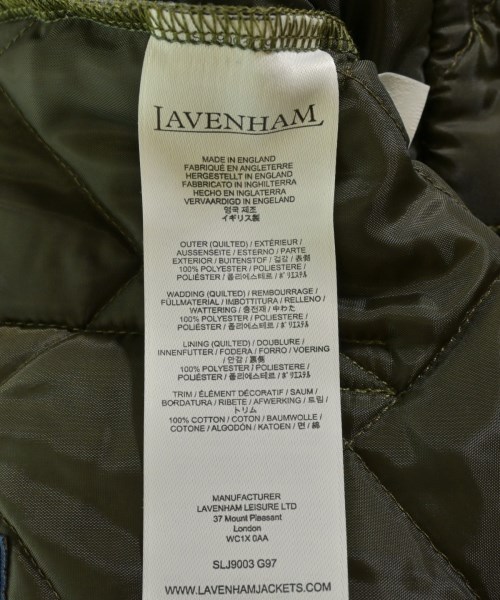 LAVENHAM
MADE IN ENGLAND
FABRIQUÉ EN ANGLETERRE
HERGESTELLT IN ENGLAND
FABBRICATO IN INGHILTERRA
HECHO EN INGLATERRA
VERVAARDIGD IN ENGELAND
영국 제조
イギリス製
OUTER (QUILTED) / EXTÉRIEUR /
AUSSENSEITE / ESTERNO / PARTE
EXTERIOR / BUITENSTOF / 겉감 / 表側
100% POLYESTER / POLIESTERE /
POLIÉSTER / 폴리에스테르 / ﾎﾟﾘｴｽﾃﾙ
WADDING (QUILTED) / REMBOURRAGE /
FÜLLMATERIAL / IMBOTTITURA / RELLENO /
WATTERING / 충전재 / 中わた
100% POLYESTER / POLIESTERE /
POLIÉSTER / 폴리에스테르 / ﾎﾟﾘｴｽﾃﾙ
LINING (QUILTED) / DOUBLURE /
INNENFUTTER / FODERA / FORRO / VOERING
/ 안감 / 裏側
100% POLYESTER / POLIESTERE /
POLIÉSTER / 폴리에스테르 / ﾎﾟﾘｴｽﾃﾙ
TRIM / ÉLÉMENT DÉCORATIF / SAUM /
BORDATURA / RIBETE / AFWERKING / 트림 /
トリム
100% COTTON / COTON / BAUMWOLLE /
COTONE / ALGODÓN / KATOEN / 면 / 綿
MANUFACTURER
LAVENHAM LEISURE LTD
37 Mount Pleasant
London
WC1X 0AA
SLJ9003 G97
WWW.LAVENHAMJACKETS.COM